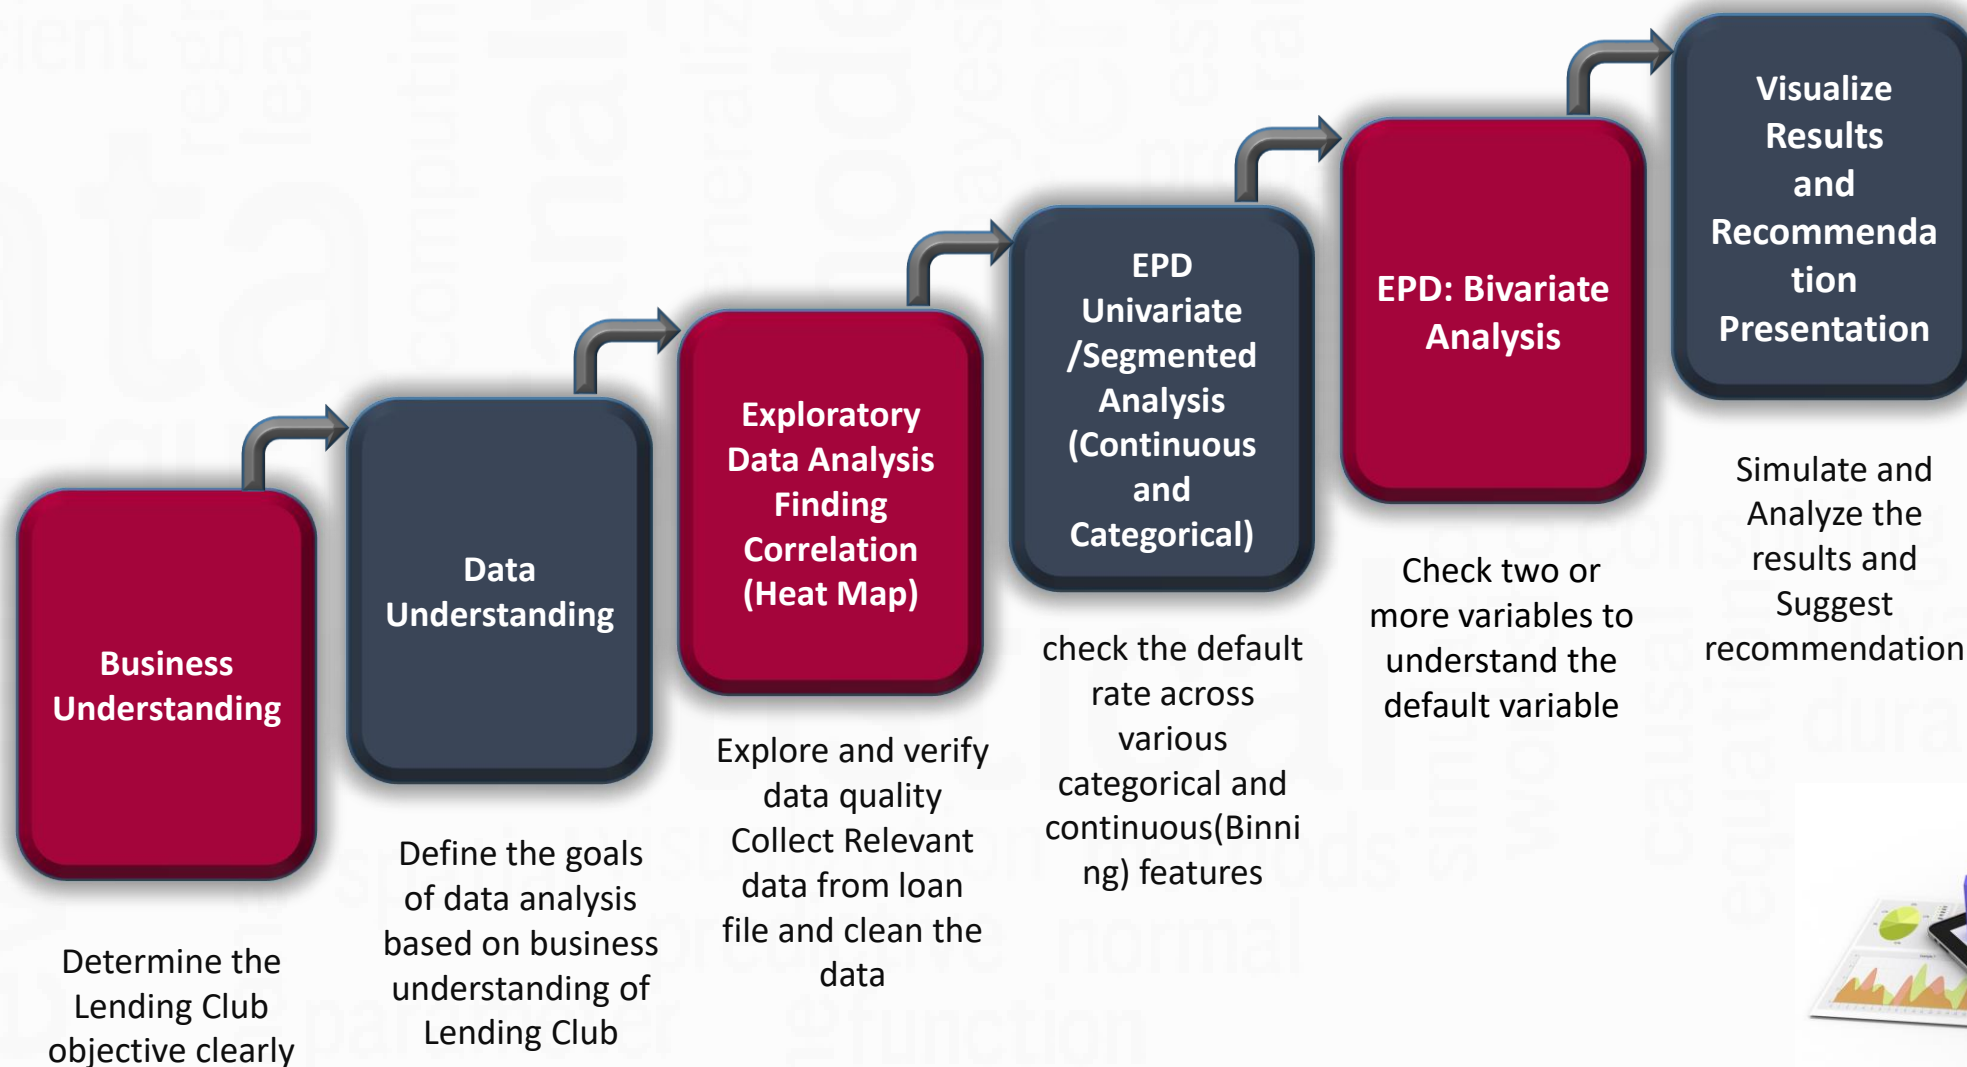 Business
Understanding
Determine the
Lending Club
objective clearly
Data
Understanding
Define the goals
of data analysis
based on business
understanding of
Lending Club
Exploratory
Data Analysis
Finding
Correlation
(Heat Map)
Explore and verify
data quality
Collect Relevant
data from loan
file and clean the
data
EPD
Univariate
/Segmented
Analysis
(Continuous
and
Categorical)
check the default
rate across
various
categorical and
continuous(Binni
ng) features
EPD: Bivariate
Analysis
Check two or
more variables to
understand the
default variable
Visualize
Results
and
Recommenda
tion
Presentation
Simulate and
Analyze the
results and
Suggest
recommendation